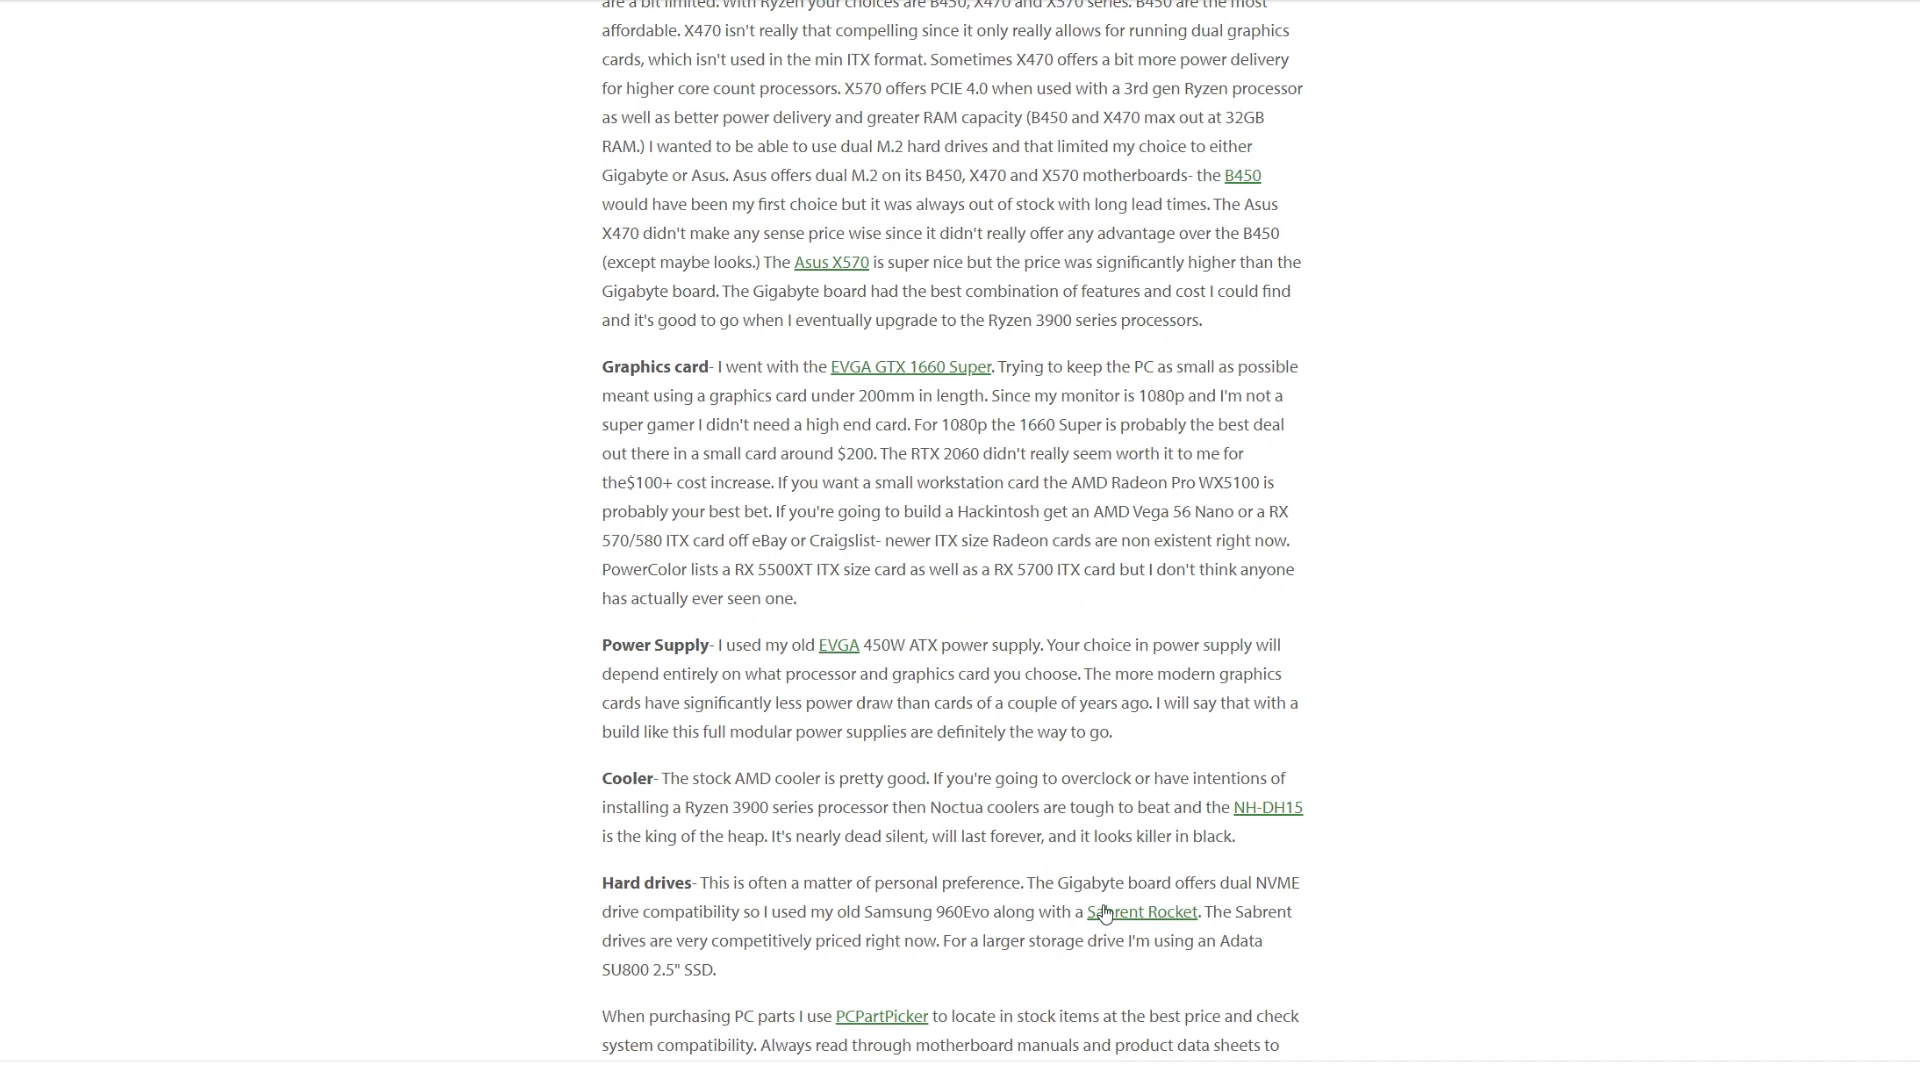 are a bit limited. With Ryzen your choices are B450, X470 and X570 series. B450 are the most
affordable. X470 isn't really that compelling since it only really allows for running dual graphics
cards, which isn't used in the min ITX format. Sometimes X470 offers a bit more power delivery
for higher core count processors. X570 offers PCIE 4.0 when used with a 3rd gen Ryzen processor
as well as better power delivery and greater RAM capacity (B450 and X470 max out at 32GB
RAM.) I wanted to be able to use dual M.2 hard drives and that limited my choice to either
Gigabyte or Asus. Asus offers dual M.2 on its B450, X470 and X570 motherboards- the B450
would have been my first choice but it was always out of stock with long lead times. The Asus
X470 didn't make any sense price wise since it didn't really offer any advantage over the B450
(except maybe looks.) The Asus X570 is super nice but the price was significantly higher than the
Gigabyte board. The Gigabyte board had the best combination of features and cost I could find
and it's good to go when I eventually upgrade to the Ryzen 3900 series processors.
Graphics card- I went with the EVGA GTX 1660 Super. Trying to keep the PC as small as possible
meant using a graphics card under 200mm in length. Since my monitor is 1080p and I'm not a
super gamer I didn't need a high end card. For 1080p the 1660 Super is probably the best deal
out there in a small card around $200. The RTX 2060 didn't really seem worth it to me for
the$100+ cost increase. If you want a small workstation card the AMD Radeon Pro WX5100 is
probably your best bet. If you're going to build a Hackintosh get an AMD Vega 56 Nano or a RX
570/580 ITX card off eBay or Craigslist- newer ITX size Radeon cards are non existent right now.
PowerColor lists a RX 5500XT ITX size card as well as a RX 5700 ITX card but I don't think anyone
has actually ever seen one.
Power Supply- I used my old EVGA 450W ATX power supply. Your choice in power supply will
depend entirely on what processor and graphics card you choose. The more modern graphics
cards have significantly less power draw than cards of a couple of years ago. I will say that with a
build like this full modular power supplies are definitely the way to go.
Cooler- The stock AMD cooler is pretty good. If you're going to overclock or have intentions of
installing a Ryzen 3900 series processor then Noctua coolers are tough to beat and the NH-DH15
is the king of the heap. It's nearly dead silent, will last forever, and it looks killer in black.
Hard drives- This is often a matter of personal preference. The Gigabyte board offers dual NVME
drive compatibility so I used my old Samsung 960Evo along with a Sabrent Rocket. The Sabrent
drives are very competitively priced right now. For a larger storage drive I'm using an Adata
SU800 2.5" SSD.
When purchasing PC parts I use PCPartPicker to locate in stock items at the best price and check
system compatibility. Always read through motherboard manuals and product data sheets to